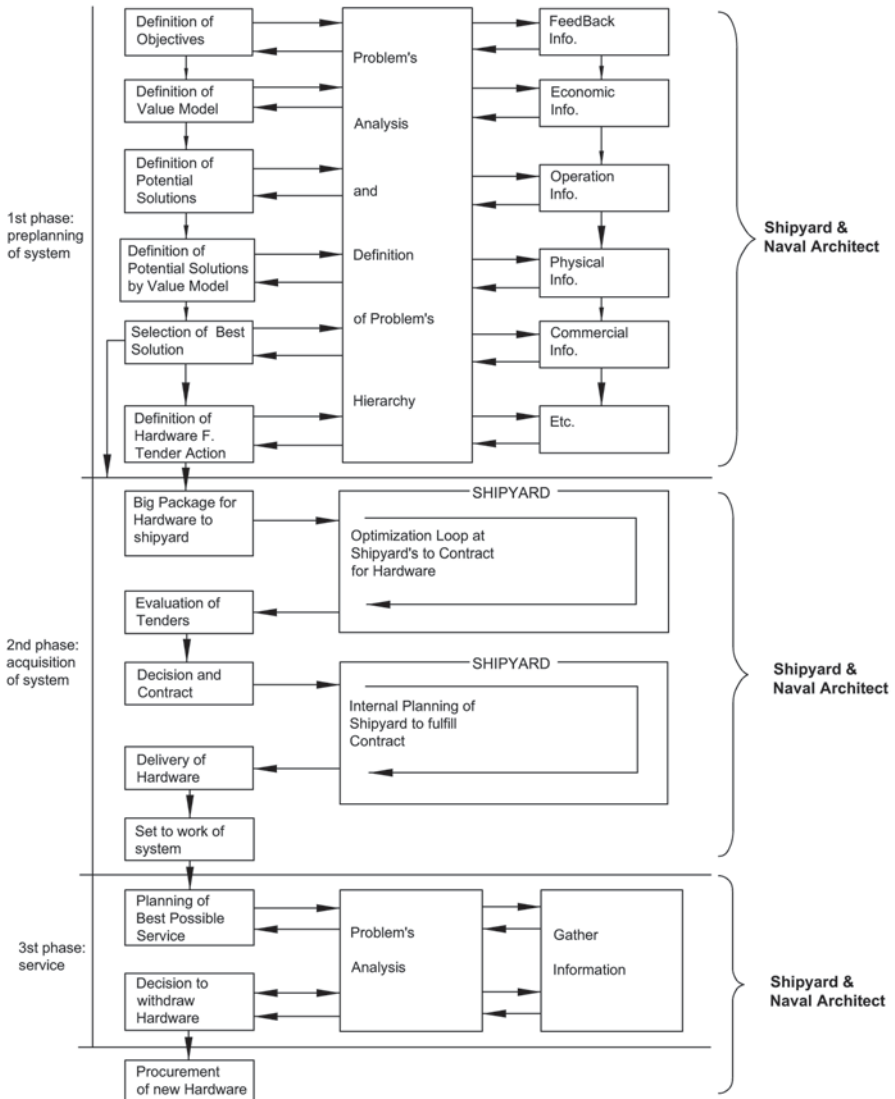 Definition of
Objectives
Problem's
FeedBack
Info.
Definition of
Value Model
Analysis
Economic
Info.
Definition of
Potential
Solutions
and
Operation
Info.
1st phase:
preplanning
of system
Shipyard &
Naval Architect
Definition of
Potential Solutions
by Value Model
Definition
Physical
Info.
Selection of Best
Solution
of Problem's
Commercial
Info.
Definition of
Hardware F.
Tender Action
Hierarchy
Etc.
Big Package for
Hardware to
shipyard
SHIPYARD
Optimization Loop at
Shipyard's to Contract
for Hardware
Evaluation of
Tenders
2nd phase:
acquisition
of system
Shipyard &
Naval Architect
Decision and
Contract
SHIPYARD
Internal Planning of
Shipyard to fulfill
Contract
Delivery of
Hardware
Set to work of
system
Planning of
Best Possible
Service
Problem's
Analysis
Gather
Information
3st phase:
service
Shipyard &
Naval Architect
Decision to
withdraw
Hardware
Procurement
of new Hardware